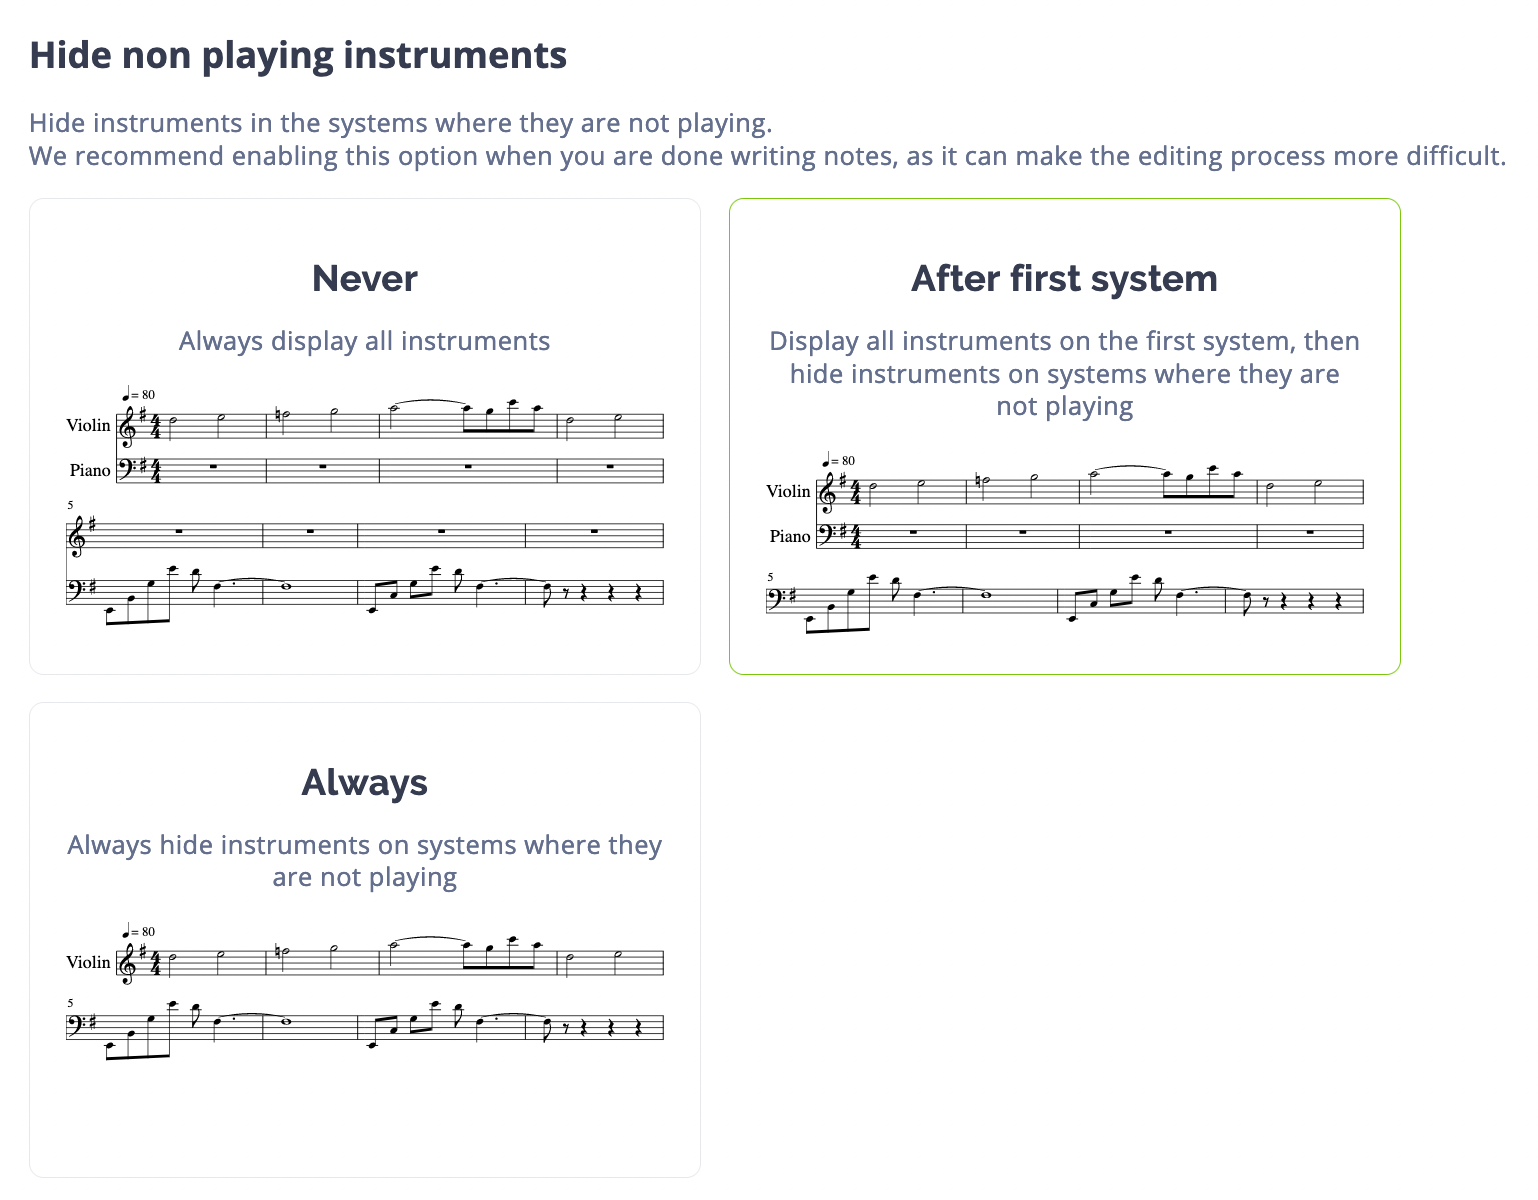 Hide non playing instruments
Hide instruments in the systems where they are not playing.
We recommend enabling this option when you are done writing notes, as it can make the editing process more difficult.
Never
Always display all instruments
= 80
Violin
Piano
5
After first system
Display all instruments on the first system, then
hide instruments on systems where they are
not playing
= 80
Violin
Piano
5
Always
Always hide instruments on systems where they
are not playing
= 80
Violin
5